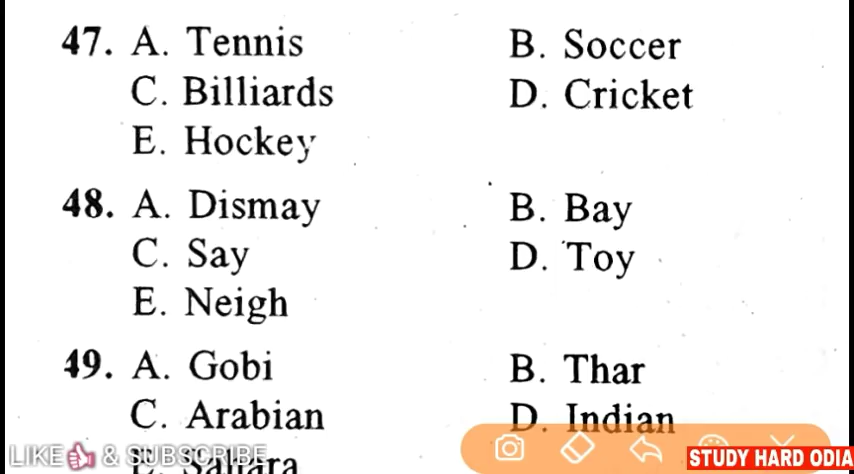 47. A. Tennis B. Soccer
C. Billiards D. Cricket
E. Hockey
48. A. Dismay B. Bay
C. Say D. Toy
E. Neigh
49. A. Gobi B. Thar
C. Arabian D. Indian
E. Sahara
LIKE & SUBSCRIBE
STUDY HARD ODIA